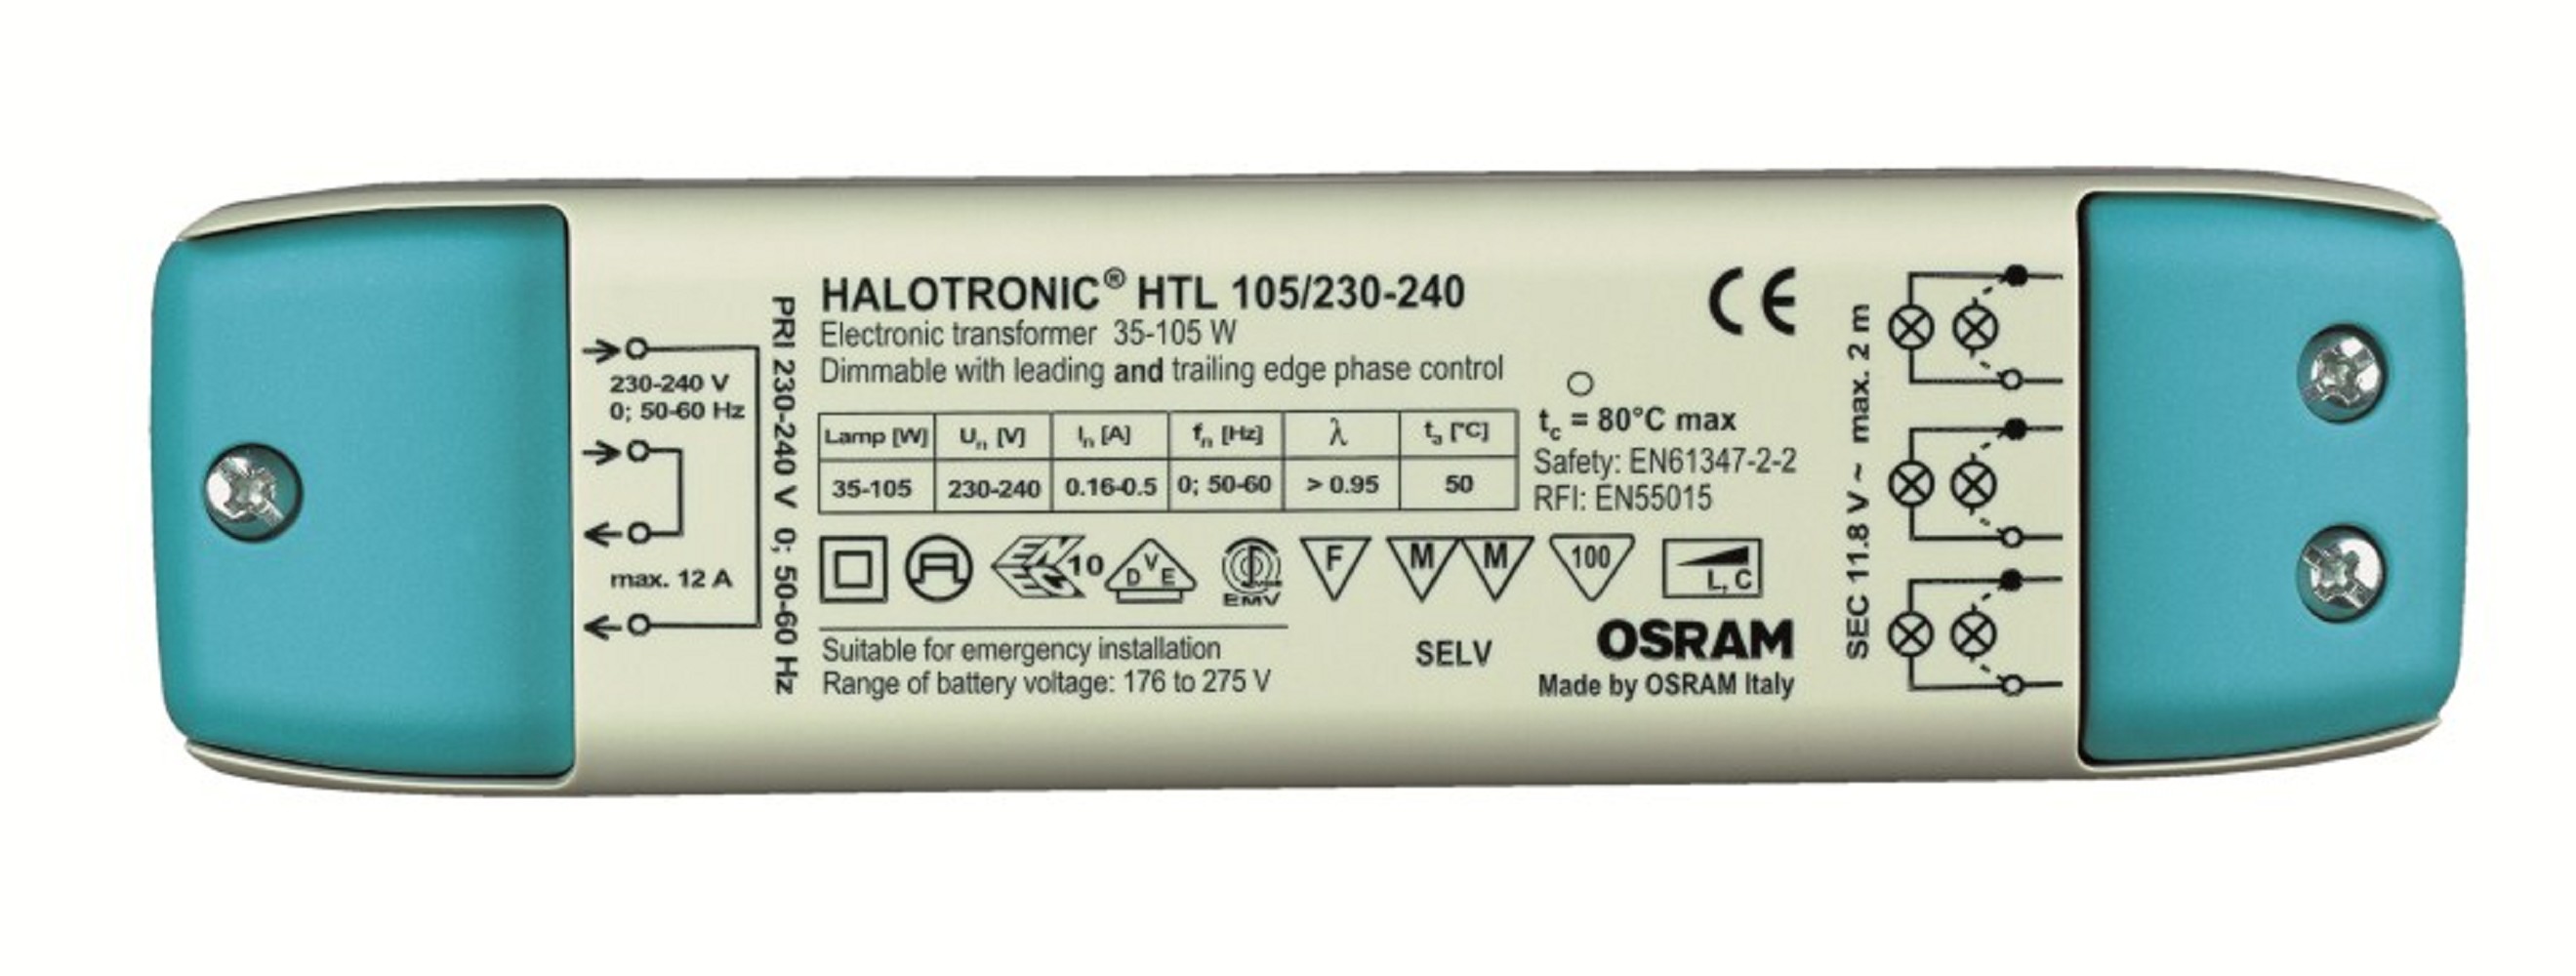 HALOTRONIC® HTL 105/230-240
Electronic transformer 35-105 W
Dimmable with leading and trailing edge phase control
CE
230-240 V
0; 50-60 Hz
max. 12 A
PRI 230-240 V 0; 50-60 Hz
Lamp [W] Un [V] In [A] fn [Hz] λ ta [°C]
35-105 230-240 0.16-0.5 0; 50-60 > 0.95 50
tc = 80°C max
Safety: EN61347-2-2
RFI: EN55015
EN EC 10 D V E EMV F M M 100 L, C
Suitable for emergency installation
Range of battery voltage: 176 to 275 V
SELV
OSRAM
Made by OSRAM Italy
SEC 11.8 V ~ max. 2 m